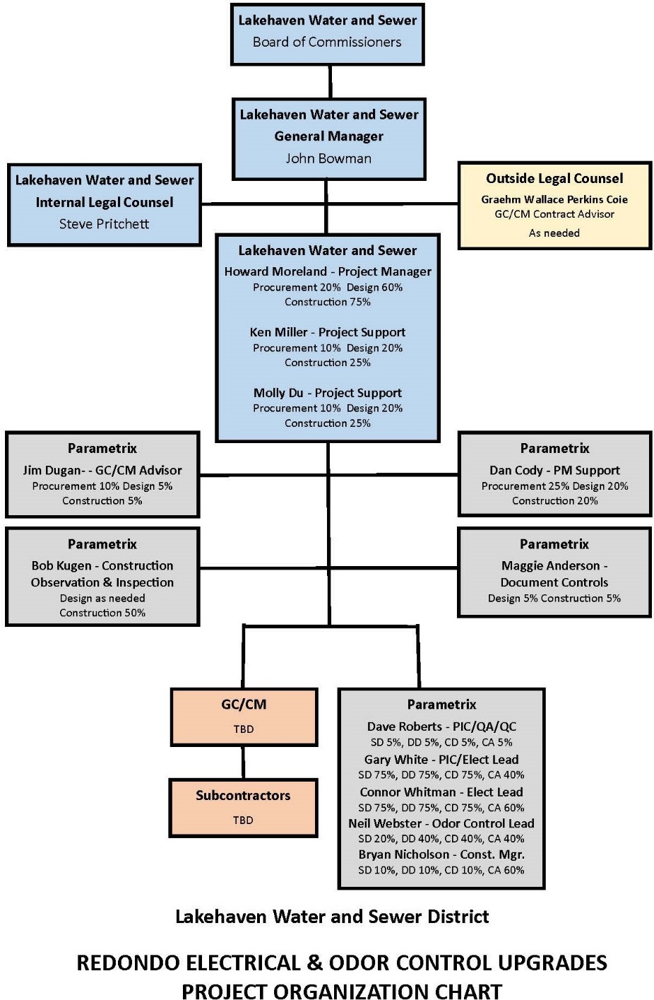 Lakehaven Water and Sewer
Board of Commissioners
Lakehaven Water and Sewer
General Manager
John Bowman
Lakehaven Water and Sewer
Internal Legal Counsel
Steve Pritchett
Outside Legal Counsel
Graehm Wallace Perkins Coie
GC/CM Contract Advisor
As needed
Lakehaven Water and Sewer
Howard Moreland - Project Manager
Procurement 20% Design 60%
Construction 75%
Ken Miller - Project Support
Procurement 10% Design 20%
Construction 25%
Molly Du - Project Support
Procurement 10% Design 20%
Construction 25%
Parametrix
Jim Dugan- - GC/CM Advisor
Procurement 10% Design 5%
Construction 5%
Parametrix
Dan Cody - PM Support
Procurement 25% Design 20%
Construction 20%
Parametrix
Bob Kugen - Construction
Observation & Inspection
Design as needed
Construction 50%
Parametrix
Maggie Anderson -
Document Controls
Design 5% Construction 5%
GC/CM
TBD
Subcontractors
TBD
Parametrix
Dave Roberts - PIC/QA/QC
SD 5%, DD 5%, CD 5%, CA 5%
Gary White - PIC/Elect Lead
SD 75%, DD 75%, CD 75%, CA 40%
Connor Whitman - Elect Lead
SD 75%, DD 75%, CD 75%, CA 60%
Neil Webster - Odor Control Lead
SD 20%, DD 40%, CD 40%, CA 40%
Bryan Nicholson - Const. Mgr.
SD 10%, DD 10%, CD 10%, CA 60%
Lakehaven Water and Sewer District
REDONDO ELECTRICAL & ODOR CONTROL UPGRADES
PROJECT ORGANIZATION CHART